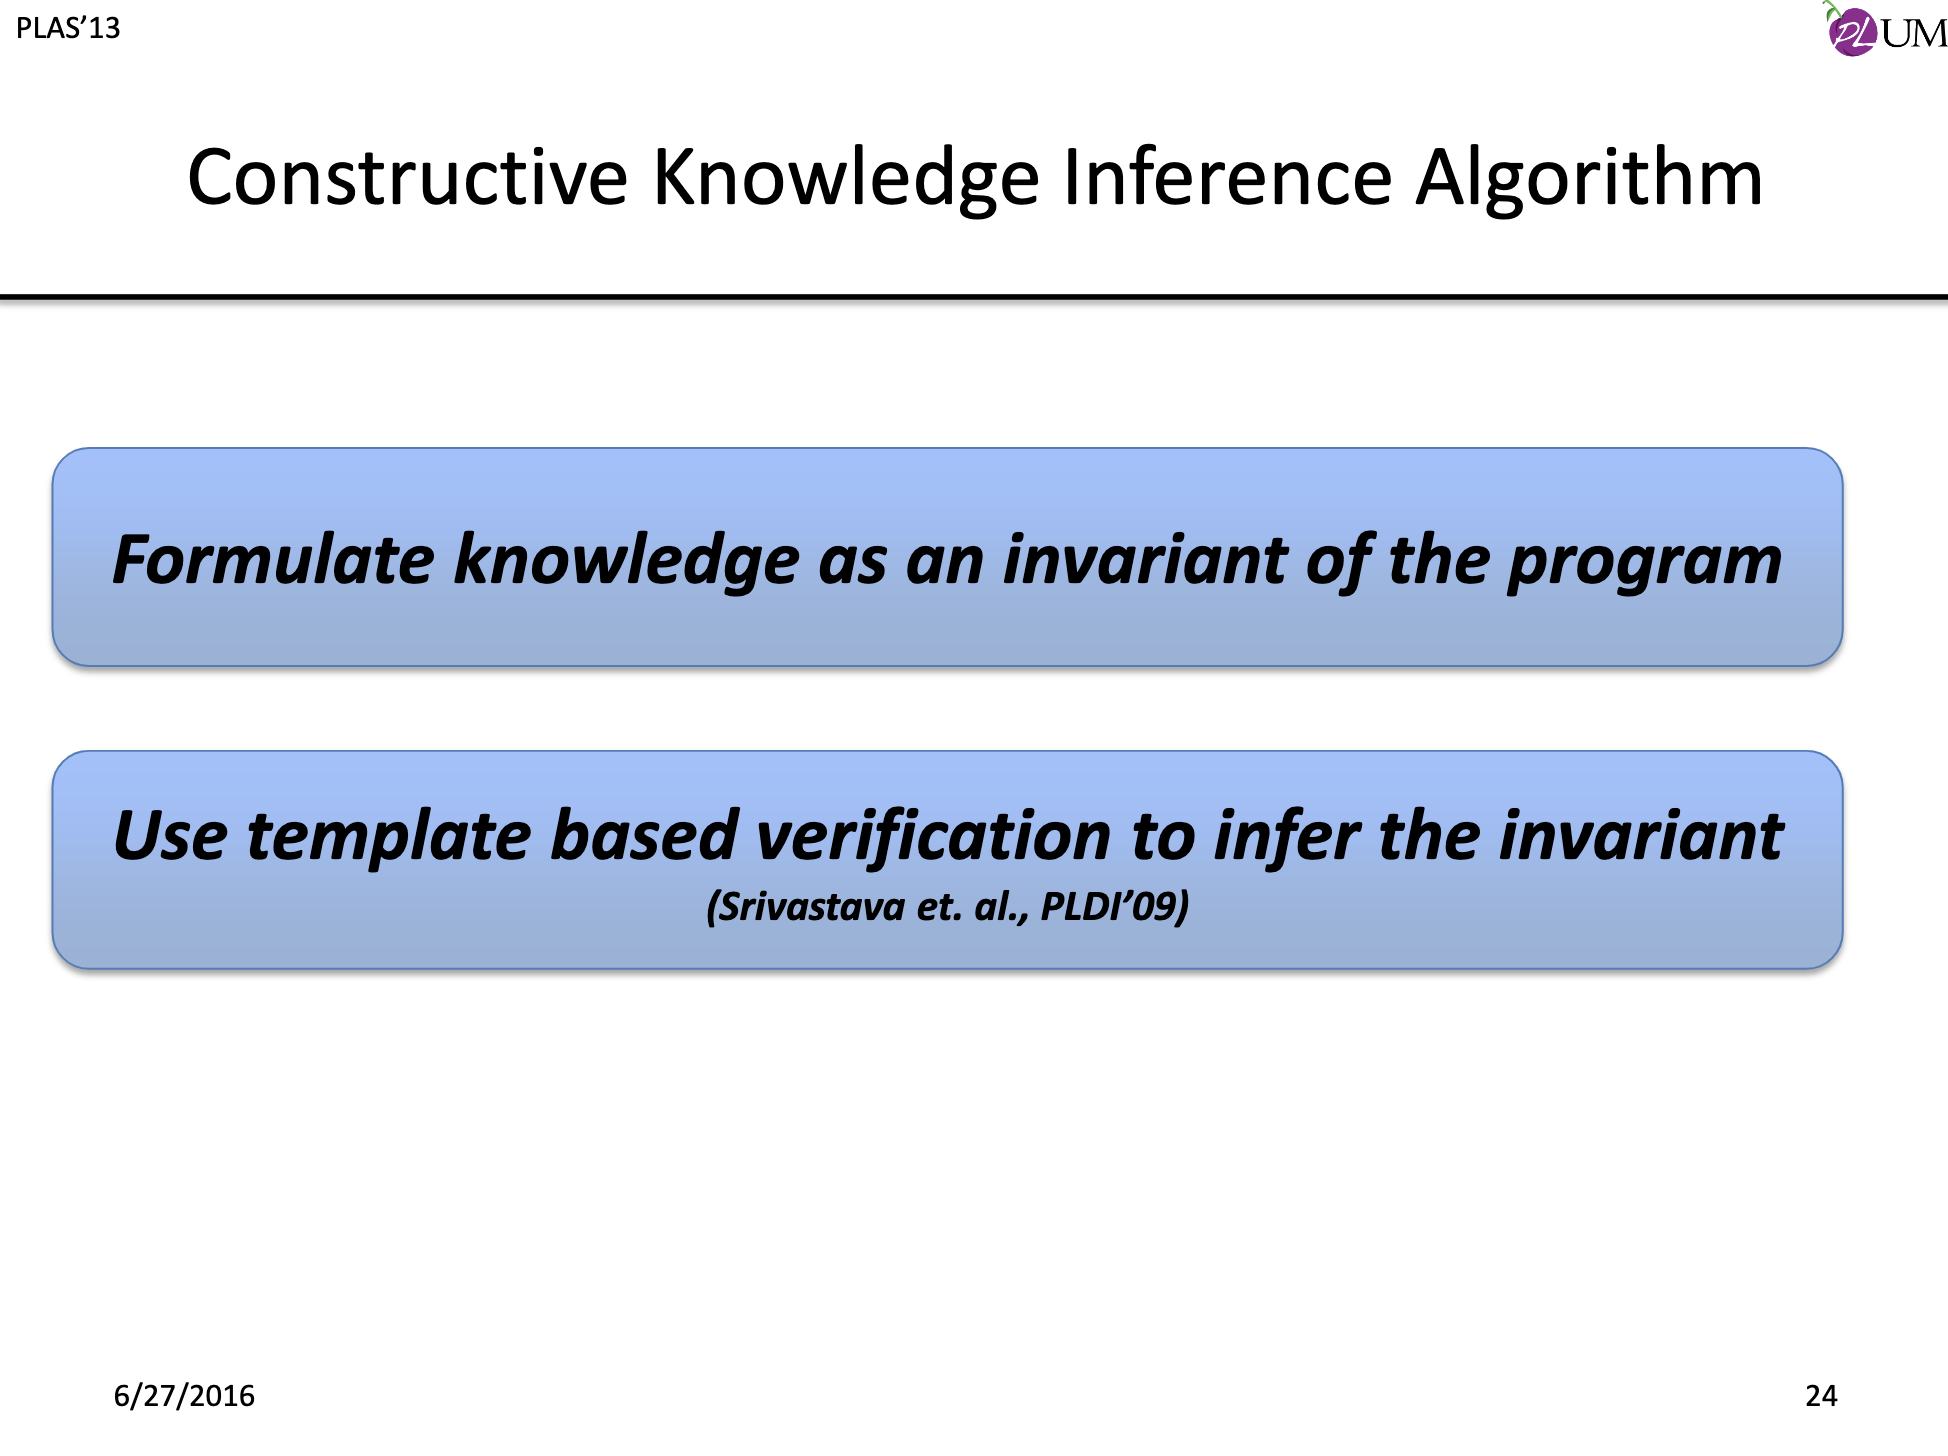 PLAS’13
PLUM
Constructive Knowledge Inference Algorithm
Formulate knowledge as an invariant of the program
Use template based verification to infer the invariant
(Srivastava et. al., PLDI’09)
6/27/2016
24